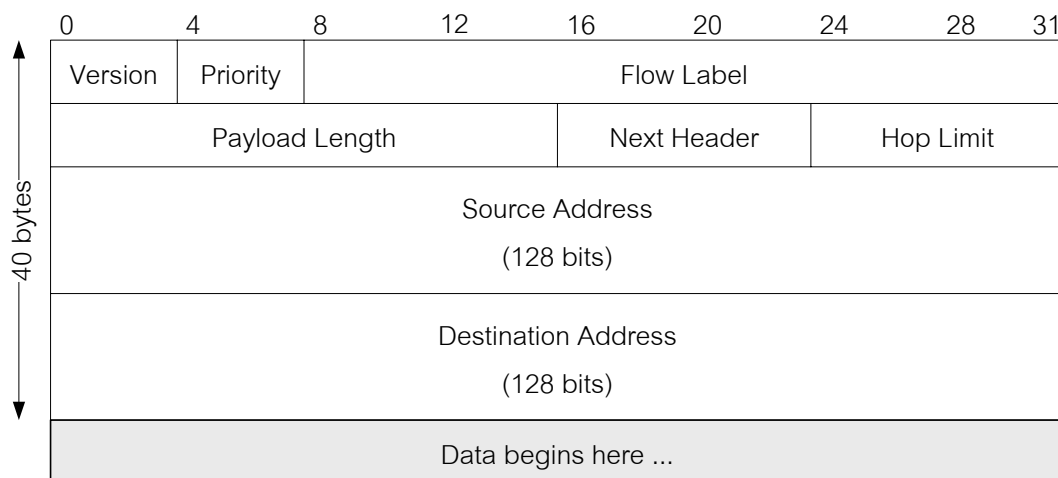 0 4 8 12 16 20 24 28 31
Version Priority Flow Label
Payload Length Next Header Hop Limit
40 bytes
Source Address
(128 bits)
Destination Address
(128 bits)
Data begins here ...